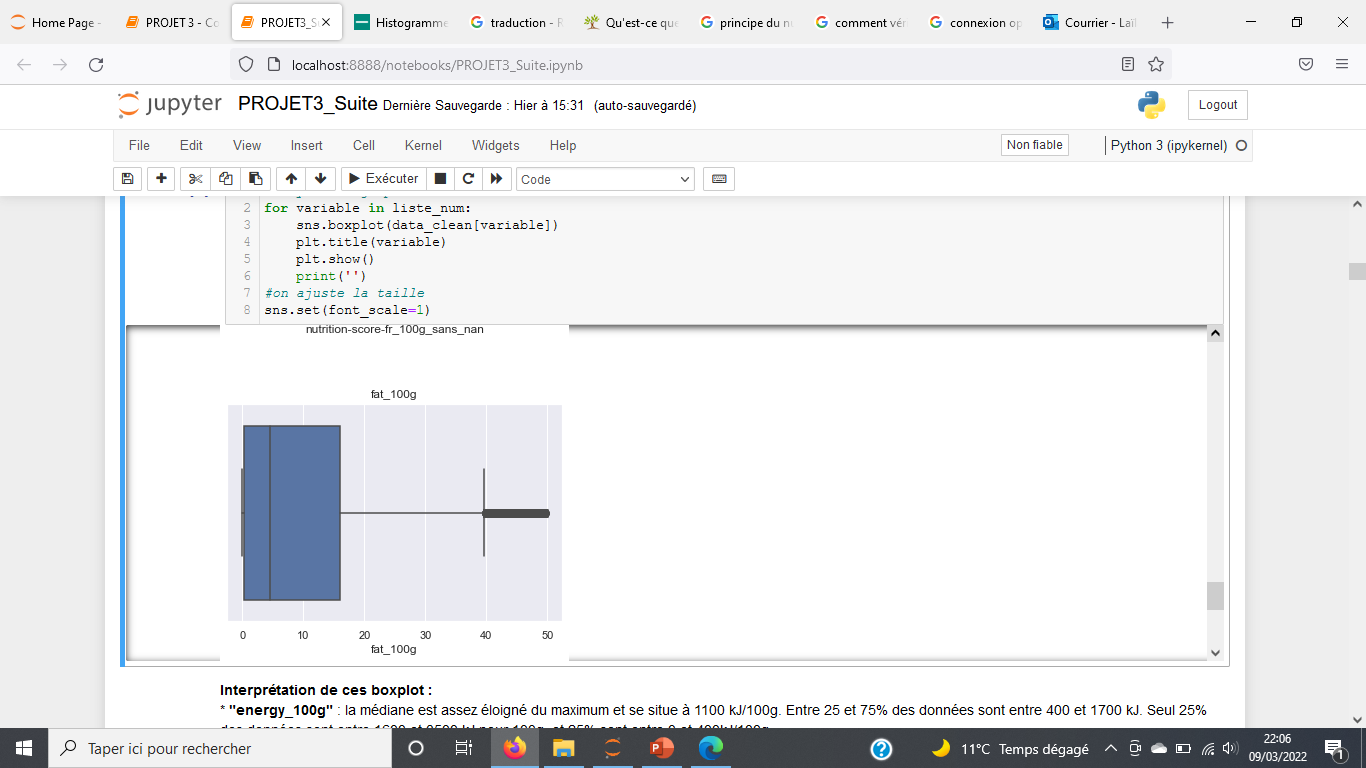 Home Page -
PROJET 3 - Co
PROJET3_S
Histogramme
traduction - R
Qu'est-ce que
principe du nu
comment vér
connexion op
Courrier - Lail
localhost:8888/notebooks/PROJET3_Suite.ipynb
jupyter PROJET3_Suite Dernière Sauvegarde : Hier à 15:31 (auto-sauvegardé)
Logout
File Edit View Insert Cell Kernel Widgets Help
Non fiable
Python 3 (ipykernel)
Exécuter
Code
2 for variable in liste_num:
3 sns.boxplot(data_clean[variable])
4 plt.title(variable)
5 plt.show()
6 print('')
7 #on ajuste la taille
8 sns.set(font_scale=1)
nutrition-score-fr_100g_sans_nan
fat_100g
0 10 20 30 40 50
fat_100g
Interprétation de ces boxplot :
* "energy_100g" : la médiane est assez éloigné du maximum et se situe à 1100 kJ/100g. Entre 25 et 75% des données sont entre 400 et 1700 kJ. Seul 25%
Taper ici pour rechercher
11°C Temps dégagé
22:06
09/03/2022
1